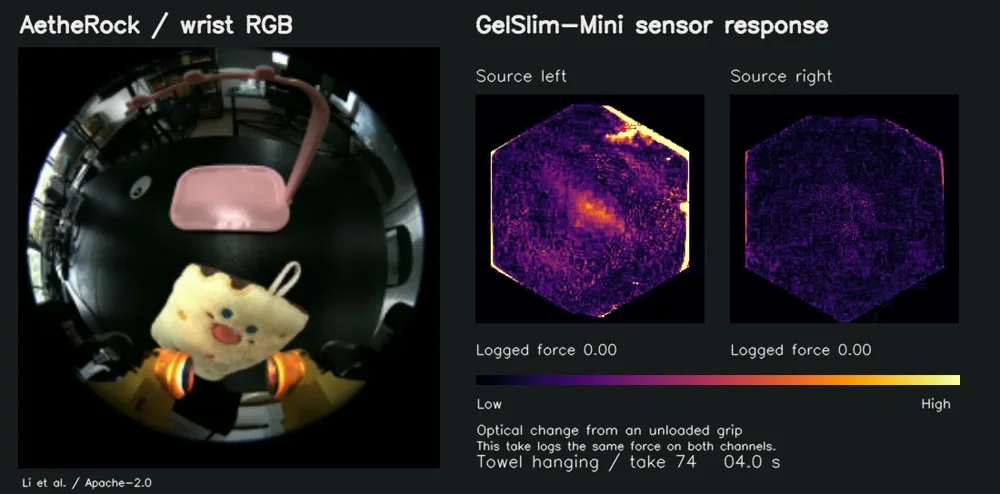 AetheRock / wrist RGB
GelSlim-Mini sensor response
Source left
Source right
Logged force 0.00
Logged force 0.00
Low
High
Optical change from an unloaded grip
This take logs the same force on both channels.
Towel hanging / take 74 04.0 s
Li et al. / Apache-2.0